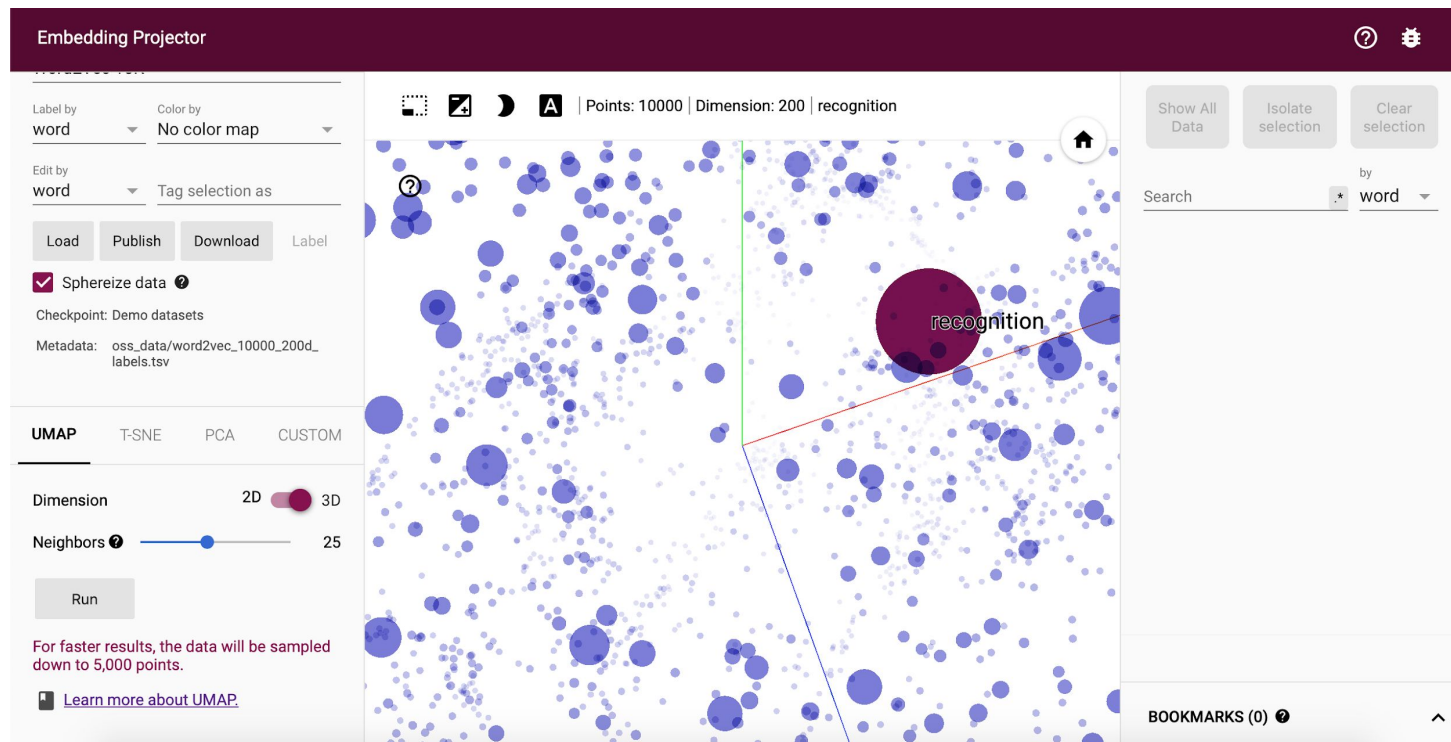 Embedding Projector
Label by
Color by
word
No color map
Edit by
word
Tag selection as
Load
Publish
Download
Label
Sphereize data
Checkpoint: Demo datasets
Metadata: oss_data/word2vec_10000_200d_
labels.tsv
UMAP
T-SNE
PCA
CUSTOM
Dimension
2D
3D
Neighbors
25
Run
For faster results, the data will be sampled
down to 5,000 points.
Learn more about UMAP.
A
Points: 10000 | Dimension: 200 | recognition
recognition
Show All
Data
Isolate
selection
Clear
selection
Search
.*
by
word
BOOKMARKS (0)